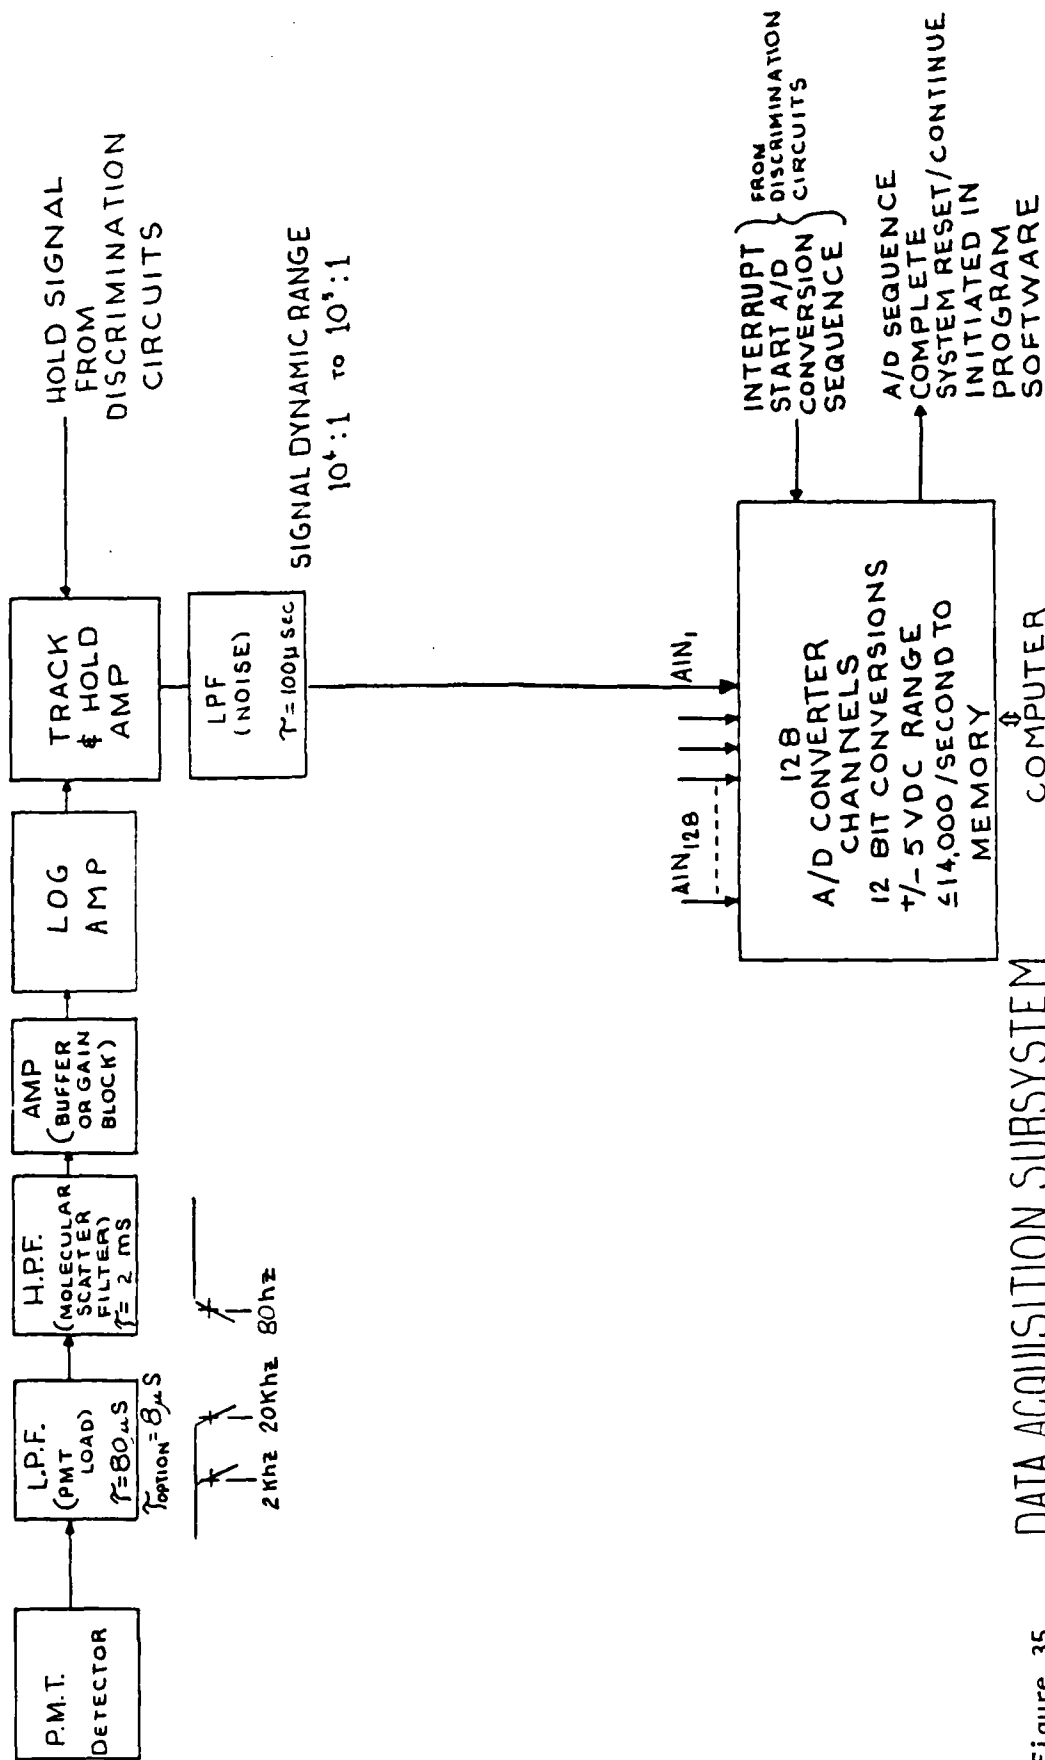 P.M.T.
DETECTOR
L.P.F.
(PMT
LOAD)
τ=80μS
τOPTION=8μS
2Khz 20Khz 80hz
H.P.F.
(MOLECULAR
SCATTER
FILTER)
τ= 2 ms
AMP
(BUFFER
OR GAIN
BLOCK)
LOG
AMP
TRACK
& HOLD
AMP
HOLD SIGNAL
FROM
DISCRIMINATION
CIRCUITS
LPF
(NOISE)
τ=100μsec
SIGNAL DYNAMIC RANGE
10⁴:1 to 10⁵:1
AIN128
AIN1
128
A/D CONVERTER
CHANNELS
12 BIT CONVERSIONS
+/- 5 VDC RANGE
≤14,000/SECOND TO
MEMORY
INTERRUPT
START A/D
CONVERSION
SEQUENCE
FROM
DISCRIMINATION
CIRCUITS
A/D SEQUENCE
COMPLETE
SYSTEM RESET/CONTINUE
INITIATED IN
PROGRAM
SOFTWARE
COMPUTER
Figure 35 DATA ACQUISITION SUBSYSTEM